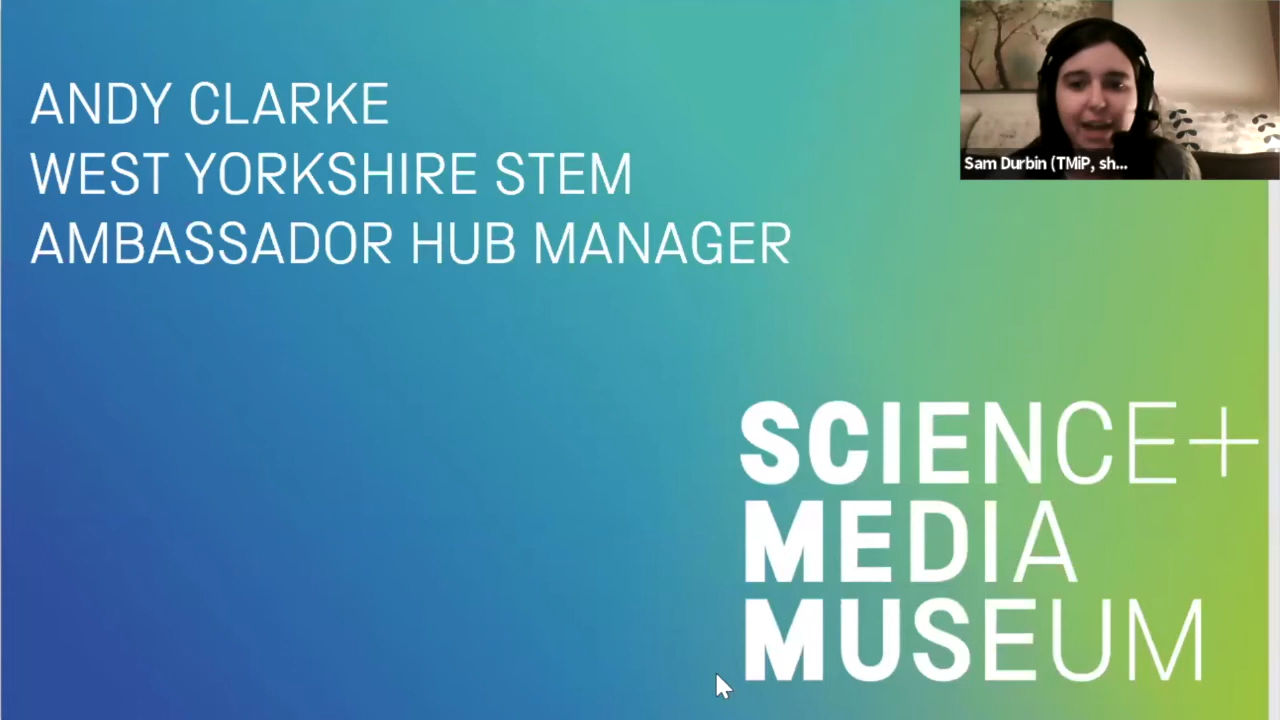 ANDY CLARKE
WEST YORKSHIRE STEM
AMBASSADOR HUB MANAGER
Sam Durbin (TMiP, sh...
SCIENCE+
MEDIA
MUSEUM